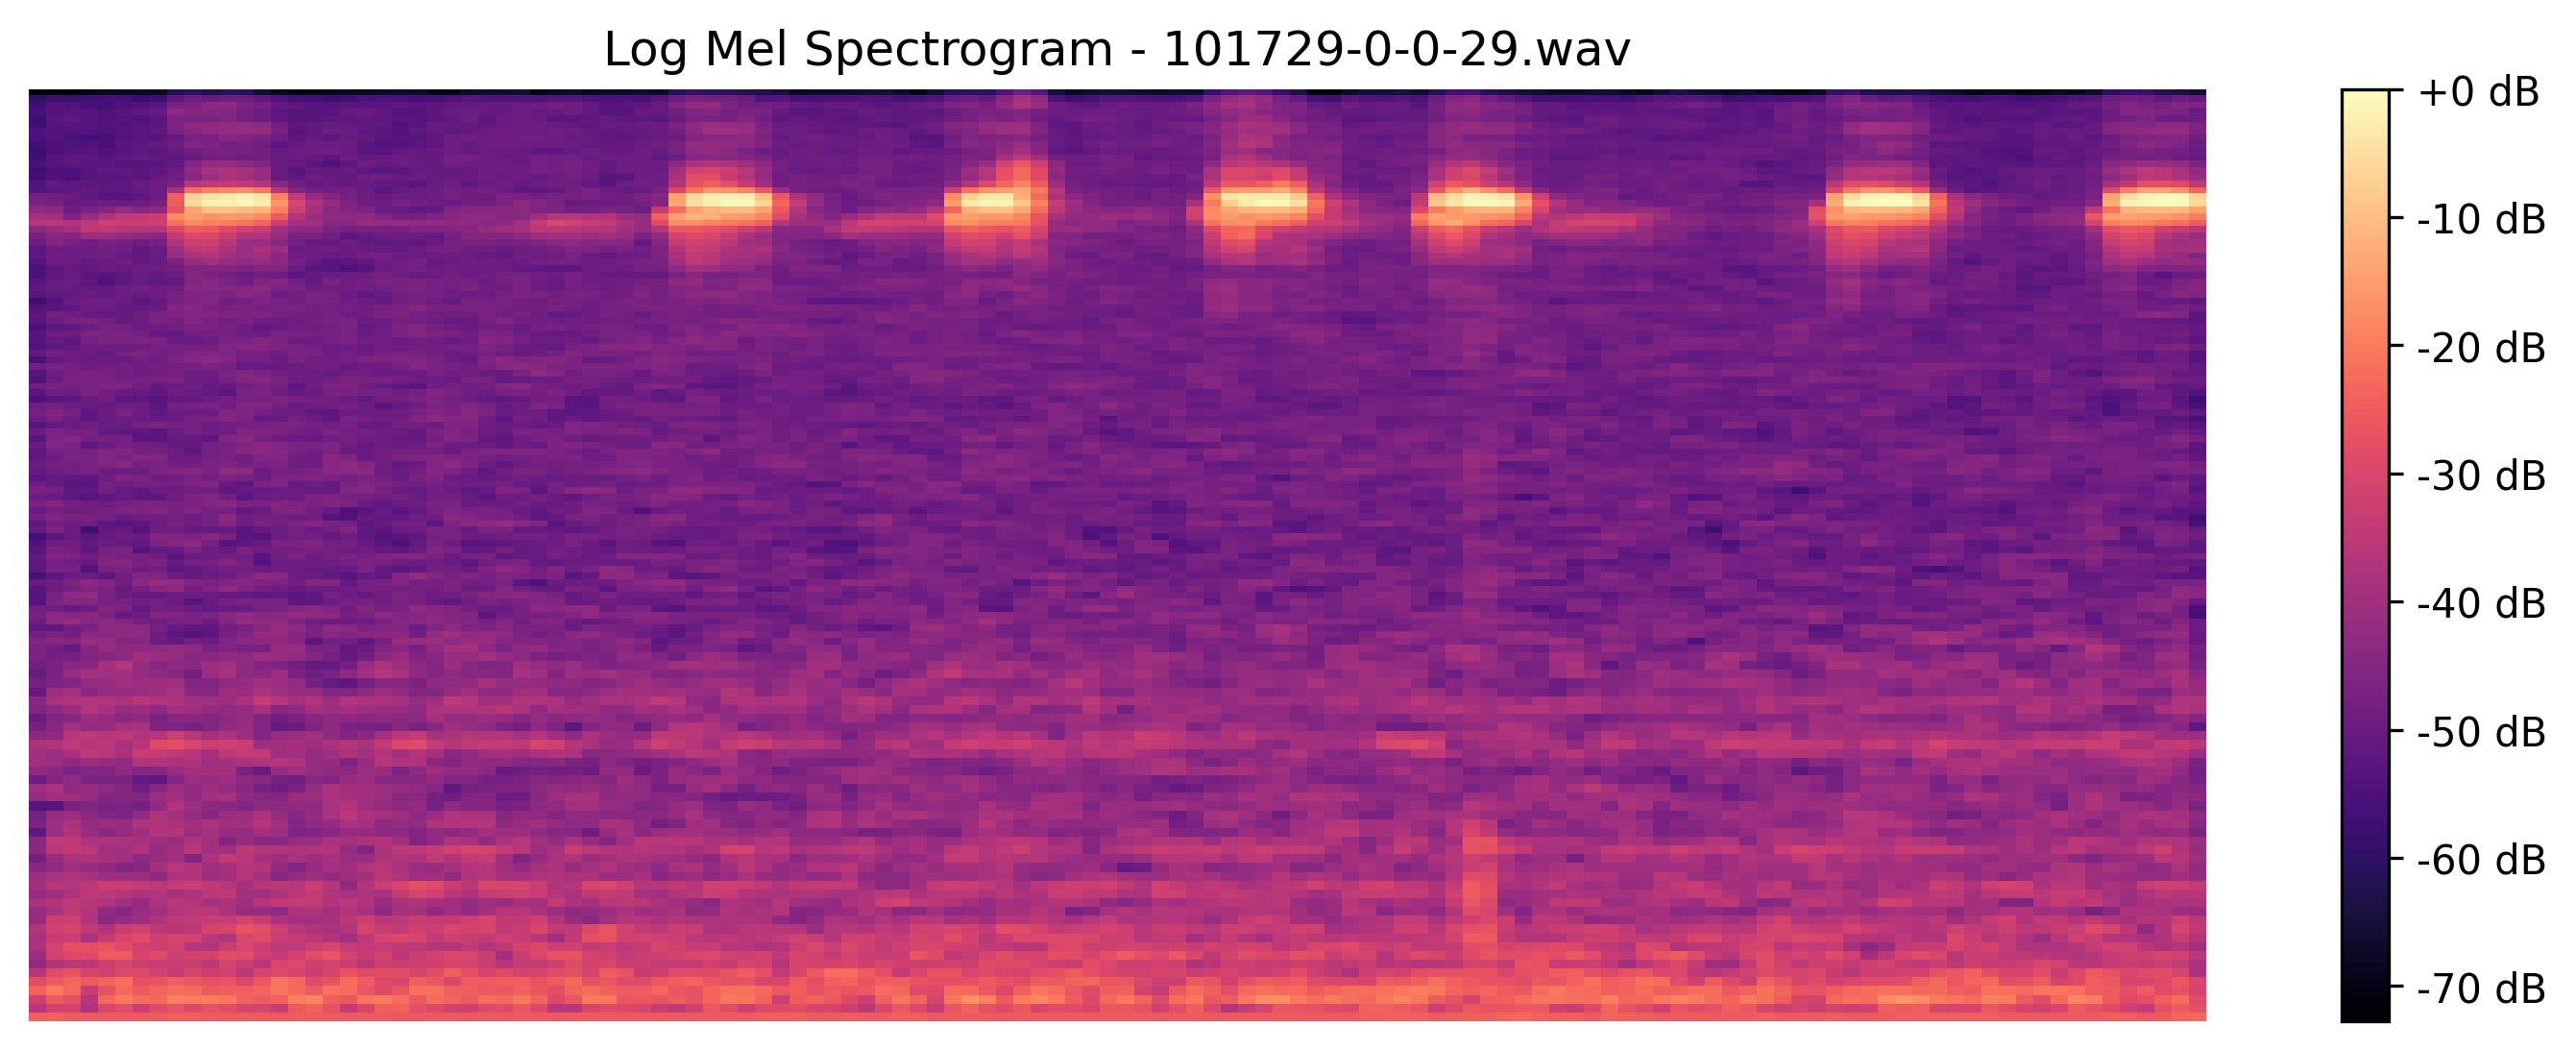 Log Mel Spectrogram - 101729-0-0-29.wav
+0 dB
-10 dB
-20 dB
-30 dB
-40 dB
-50 dB
-60 dB
-70 dB